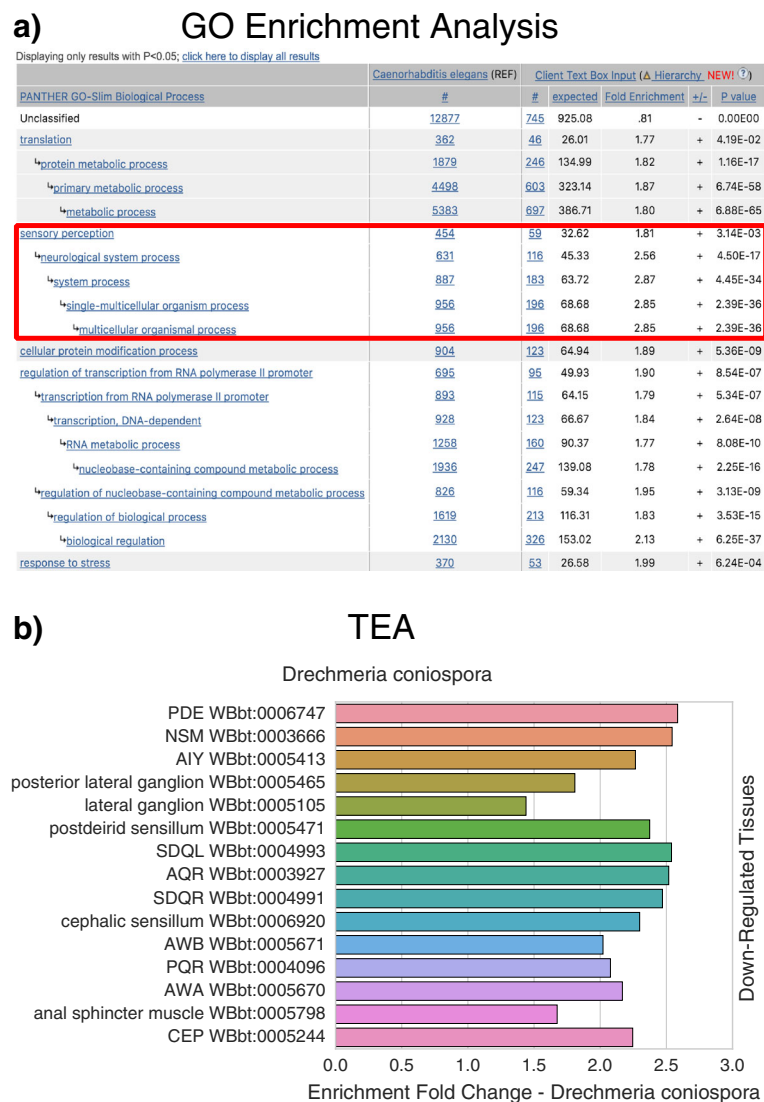 a) GO Enrichment Analysis
Displaying only results with P<0.05; click here to display all results
Caenorhabditis elegans (REF) Client Text Box Input (Δ Hierarchy NEW! ?)
PANTHER GO-Slim Biological Process # # expected Fold Enrichment +/- P value
Unclassified 12877 745 925.08 .81 - 0.00E00
translation 362 46 26.01 1.77 + 4.19E-02
↳protein metabolic process 1879 246 134.99 1.82 + 1.16E-17
↳primary metabolic process 4498 603 323.14 1.87 + 6.74E-58
↳metabolic process 5383 697 386.71 1.80 + 6.88E-65
sensory perception 454 59 32.62 1.81 + 3.14E-03
↳neurological system process 631 116 45.33 2.56 + 4.50E-17
↳system process 887 183 63.72 2.87 + 4.45E-34
↳single-multicellular organism process 956 196 68.68 2.85 + 2.39E-36
↳multicellular organismal process 956 196 68.68 2.85 + 2.39E-36
cellular protein modification process 904 123 64.94 1.89 + 5.36E-09
regulation of transcription from RNA polymerase II promoter 695 95 49.93 1.90 + 8.54E-07
↳transcription from RNA polymerase II promoter 893 115 64.15 1.79 + 5.34E-07
↳transcription, DNA-dependent 928 123 66.67 1.84 + 2.64E-08
↳RNA metabolic process 1258 160 90.37 1.77 + 8.08E-10
↳nucleobase-containing compound metabolic process 1936 247 139.08 1.78 + 2.25E-16
↳regulation of nucleobase-containing compound metabolic process 826 116 59.34 1.95 + 3.13E-09
↳regulation of biological process 1619 213 116.31 1.83 + 3.53E-15
↳biological regulation 2130 326 153.02 2.13 + 6.25E-37
response to stress 370 53 26.58 1.99 + 6.24E-04
b) TEA
Drechmeria coniospora
PDE WBbt:0006747
NSM WBbt:0003666
AIY WBbt:0005413
posterior lateral ganglion WBbt:0005465
lateral ganglion WBbt:0005105
postdeirid sensillum WBbt:0005471
SDQL WBbt:0004993
AQR WBbt:0003927
SDQR WBbt:0004991
cephalic sensillum WBbt:0006920
AWB WBbt:0005671
PQR WBbt:0004096
AWA WBbt:0005670
anal sphincter muscle WBbt:0005798
CEP WBbt:0005244
Down-Regulated Tissues
0.0 0.5 1.0 1.5 2.0 2.5 3.0
Enrichment Fold Change - Drechmeria coniospora